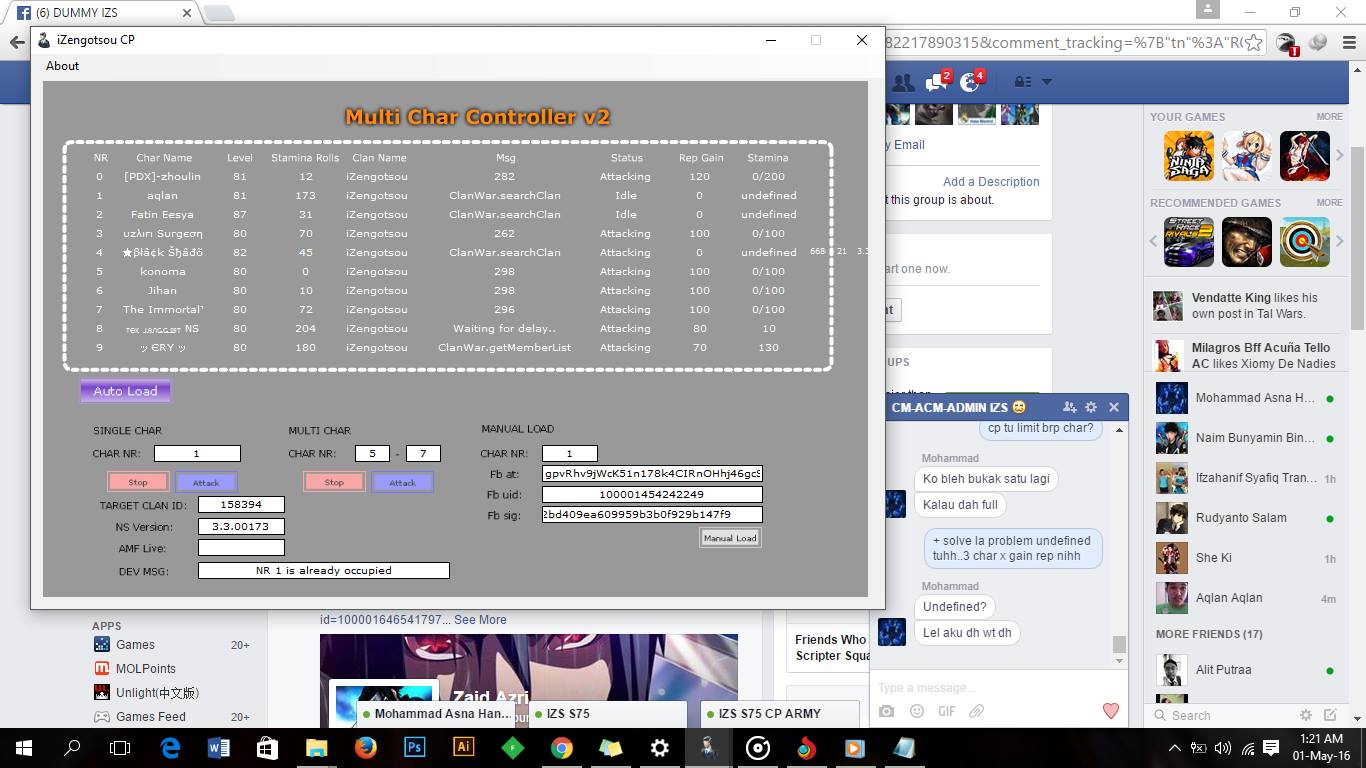 (6) DUMMY IZS
iZengotsou CP
82217890315&comment_tracking=%7B"tn"%3A"R(
1
About
2
4
Multi Char Controller v2
NR Char Name Level Stamina Rolls Clan Name Msg Status Rep Gain Stamina
0 [PDX]-zhoulin 81 12 iZengotsou 282 Attacking 120 0/200
1 aqlan 81 173 iZengotsou ClanWar.searchClan Idle 0 undefined
2 Fatin Eesya 87 31 iZengotsou ClanWar.searchClan Idle 0 undefined
3 80 70 iZengotsou 262 Attacking 100 0/100
4 82 45 iZengotsou ClanWar.searchClan Attacking 0 undefined 668 21 3.3
5 konoma 80 0 iZengotsou 298 Attacking 100 0/100
6 Jihan 80 10 iZengotsou 298 Attacking 100 0/100
7 The Immortal 80 72 iZengotsou 296 Attacking 100 0/100
8 NS 80 204 iZengotsou Waiting for delay.. Attacking 80 10
9 ツ ЄRY ツ 80 180 iZengotsou ClanWar.getMemberList Attacking 70 130
Auto Load
SINGLE CHAR
CHAR NR: 1
Stop Attack
MULTI CHAR
CHAR NR: 5 - 7
Stop Attack
TARGET CLAN ID: 158394
NS Version: 3.3.00173
AMF Live:
DEV MSG: NR 1 is already occupied
MANUAL LOAD
CHAR NR: 1
Fb at: gpvRhv9jWcK51n178k4CIRnOHhj46gcS
Fb uid: 100001454242249
Fb sig: 2bd409ea609959b3b0f929b147f9
Manual Load
y Email
Add a Description
t this group is about.
art one now.
UPS
YOUR GAMES MORE
NINJA SAGA
RECOMMENDED GAMES MORE
STREET RACE RIVALS 2
Vendatte King likes his
own post in Tal Wars.
Milagros Bff Acuña Tello
AC likes Xiomy De Nadies
Mohammad Asna H...
Naim Bunyamin Bin...
Ifzahanif Syafiq Tran... 1h
Rudyanto Salam
She Ki 1h
Aqlan Aqlan 4m
MORE FRIENDS (17)
Alit Putraa
Search
CM-ACM-ADMIN IZS
cp tu limit brp char?
Mohammad
Ko bleh bukak satu lagi
Kalau dah full
+ solve la problem undefined
tuhh..3 char x gain rep nihh
Mohammad
Undefined?
Lel aku dh wt dh
Type a message...
GIF
APPS
Games 20+
MOLPoints
Unlight(中文版)
Games Feed 20+
id=100001646541797... See More
Zaid Azri
Friends Who
Scripter Squa
Mohammad Asna Han...
IZS S75
IZS S75 CP ARMY
1:21 AM
01-May-16